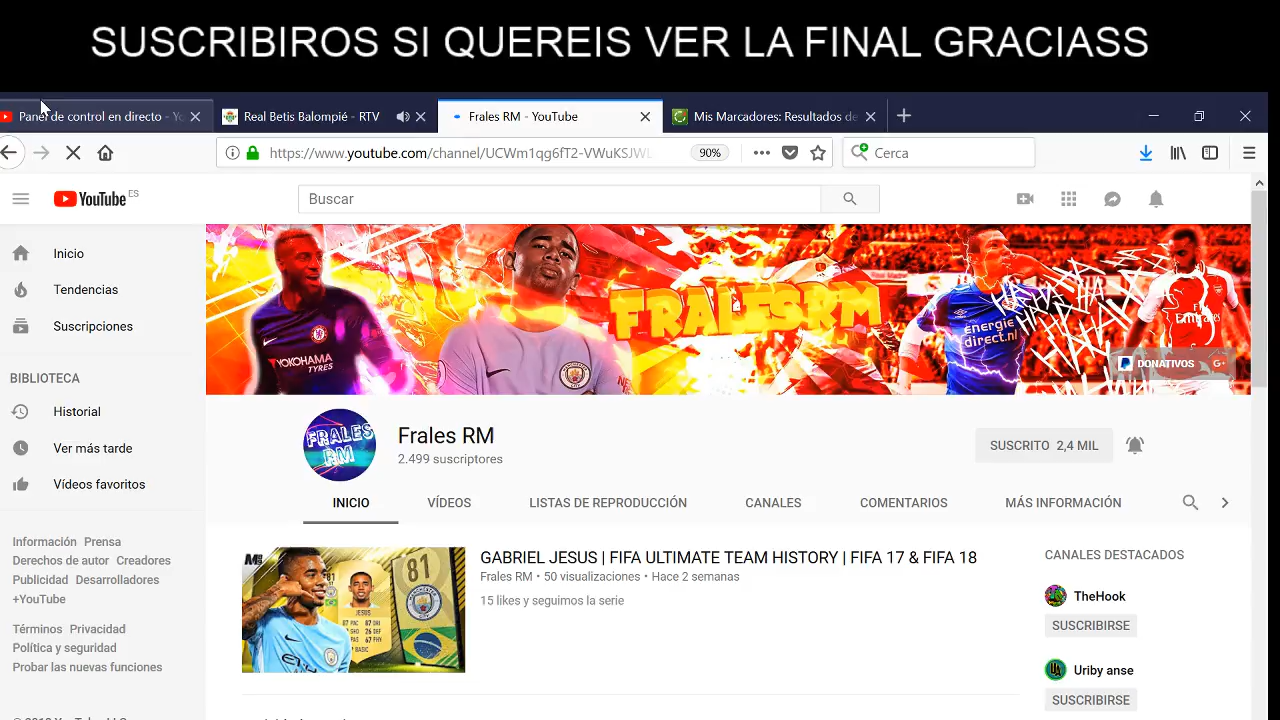 SUSCRIBIROS SI QUEREIS VER LA FINAL GRACIASS
Panel de control en directo - Yo
Real Betis Balompié - RTV
Frales RM - YouTube
Mis Marcadores: Resultados de
https://www.youtube.com/channel/UCWm1qg6fT2-VWuKSJWL
90%
Cerca
YouTube ES
Buscar
Inicio
Tendencias
Suscripciones
BIBLIOTECA
Historial
Ver más tarde
Vídeos favoritos
Información Prensa
Derechos de autor Creadores
Publicidad Desarrolladores
+YouTube
Términos Privacidad
Política y seguridad
Probar las nuevas funciones
YOKOHAMA
TYRES
FRALESRM
energie
direct.nl
DONATIVOS G+
FRALES
RM
Frales RM
2.499 suscriptores
SUSCRITO 2,4 MIL
INICIO
VÍDEOS
LISTAS DE REPRODUCCIÓN
CANALES
COMENTARIOS
MÁS INFORMACIÓN
81
JESUS
GABRIEL JESUS | FIFA ULTIMATE TEAM HISTORY | FIFA 17 & FIFA 18
Frales RM • 50 visualizaciones • Hace 2 semanas
15 likes y seguimos la serie
CANALES DESTACADOS
TheHook
SUSCRIBIRSE
Uriby anse
SUSCRIBIRSE